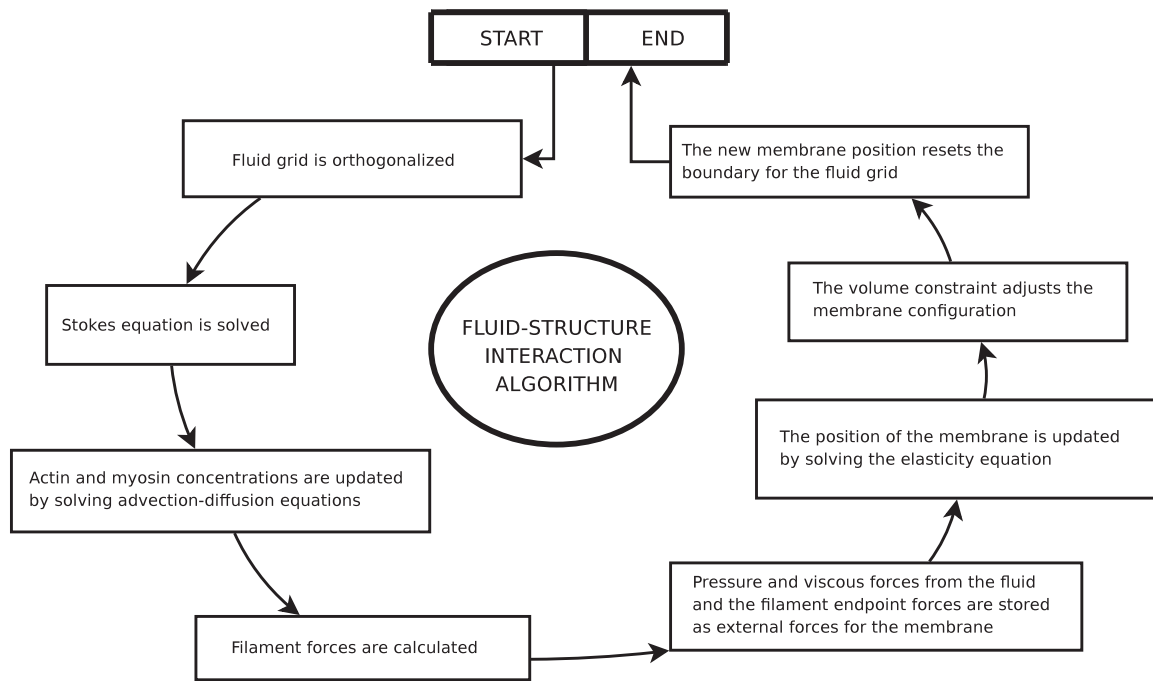 START
END
Fluid grid is orthogonalized
The new membrane position resets the
boundary for the fluid grid
Stokes equation is solved
The volume constraint adjusts the
membrane configuration
FLUID-STRUCTURE
INTERACTION
ALGORITHM
Actin and myosin concentrations are updated
by solving advection-diffusion equations
The position of the membrane is updated
by solving the elasticity equation
Filament forces are calculated
Pressure and viscous forces from the fluid
and the filament endpoint forces are stored
as external forces for the membrane